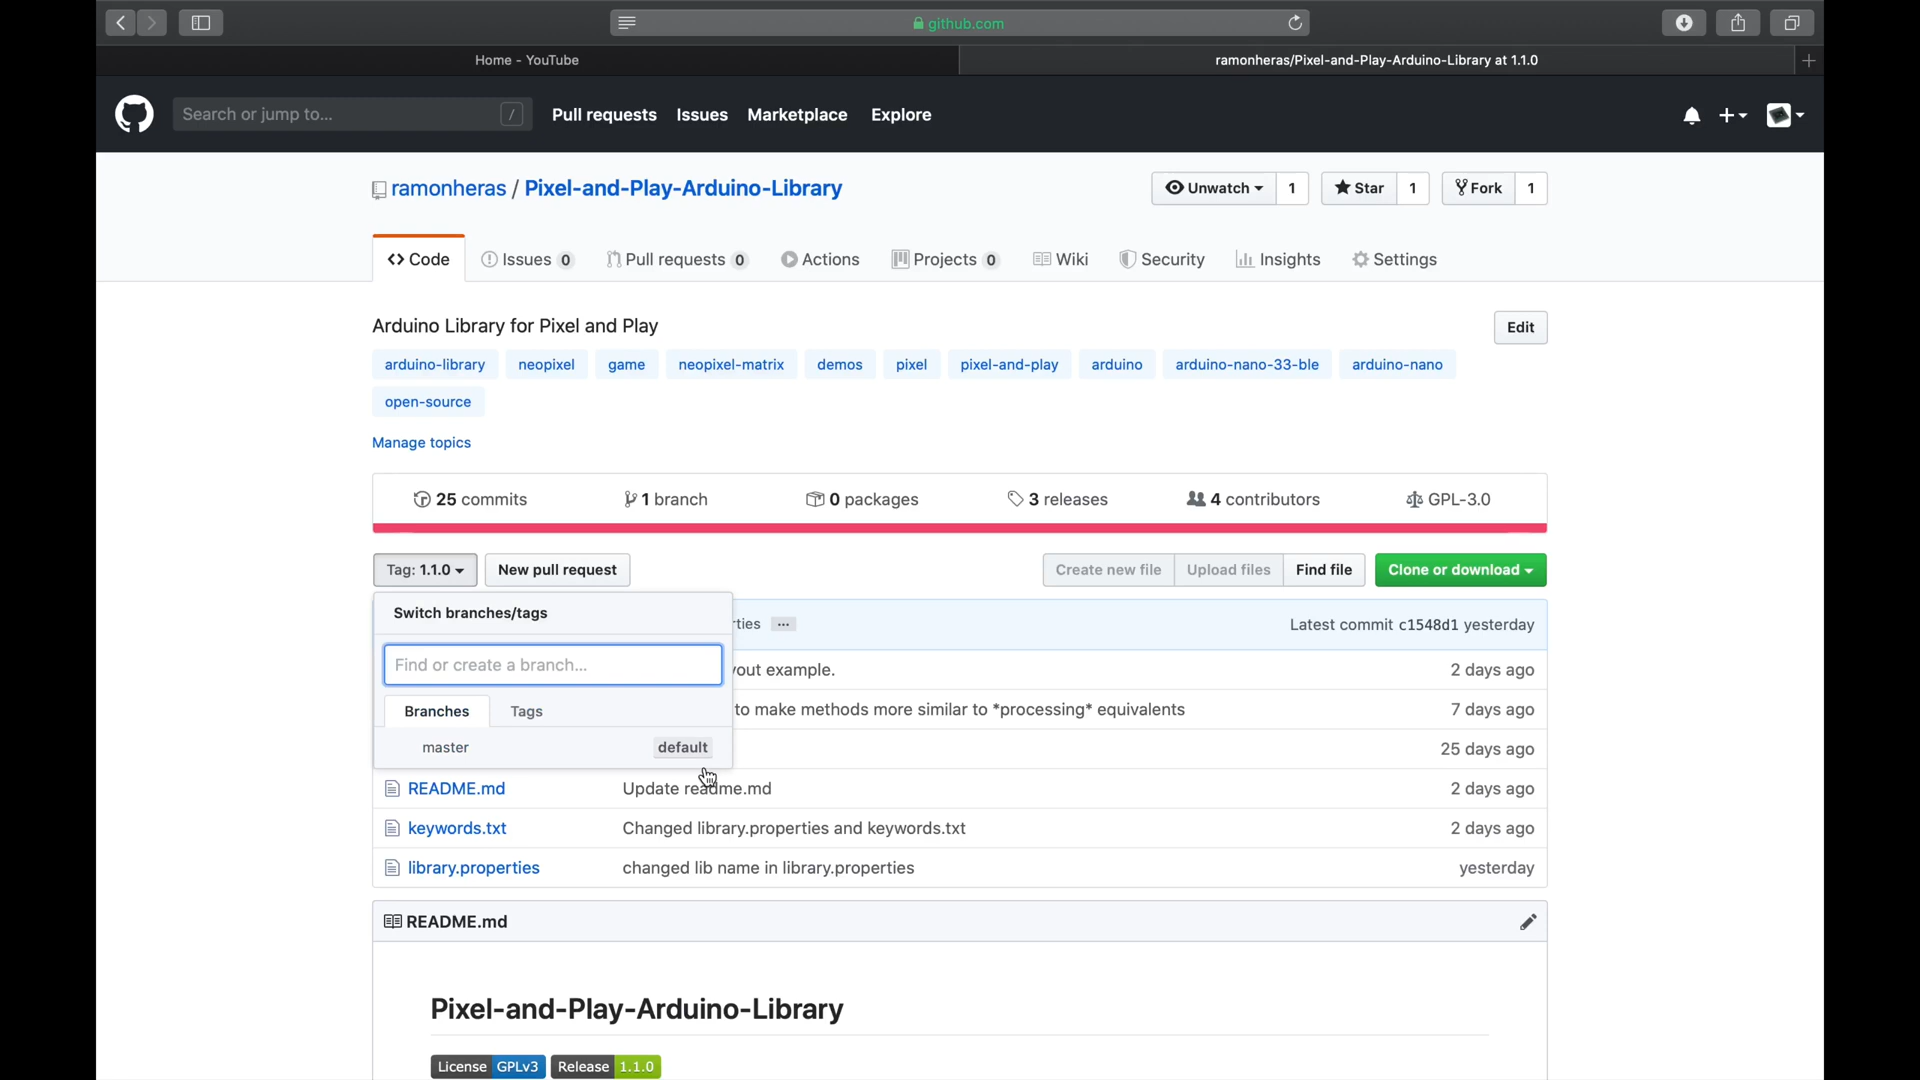 github.com
Home - YouTube
ramonheras/Pixel-and-Play-Arduino-Library at 1.1.0
Search or jump to... /
Pull requests Issues Marketplace Explore
ramonheras / Pixel-and-Play-Arduino-Library
Unwatch 1 Star 1 Fork 1
Code Issues 0 Pull requests 0 Actions Projects 0 Wiki Security Insights Settings
Arduino Library for Pixel and Play
Edit
arduino-library neopixel game neopixel-matrix demos pixel pixel-and-play arduino arduino-nano-33-ble arduino-nano
open-source
Manage topics
25 commits 1 branch 0 packages 3 releases 4 contributors GPL-3.0
Tag: 1.1.0 New pull request Create new file Upload files Find file Clone or download
Switch branches/tags
rties ... Latest commit c1548d1 yesterday
Find or create a branch...
yout example. 2 days ago
Branches Tags
to make methods more similar to *processing* equivalents 7 days ago
master default
25 days ago
README.md Update readme.md 2 days ago
keywords.txt Changed library.properties and keywords.txt 2 days ago
library.properties changed lib name in library.properties yesterday
README.md
Pixel-and-Play-Arduino-Library
License GPLv3 Release 1.1.0